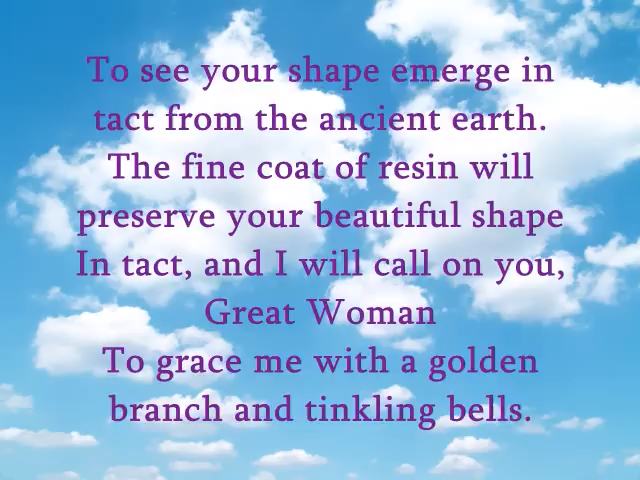 To see your shape emerge in
tact from the ancient earth.
The fine coat of resin will
preserve your beautiful shape
In tact, and I will call on you,
Great Woman
To grace me with a golden
branch and tinkling bells.